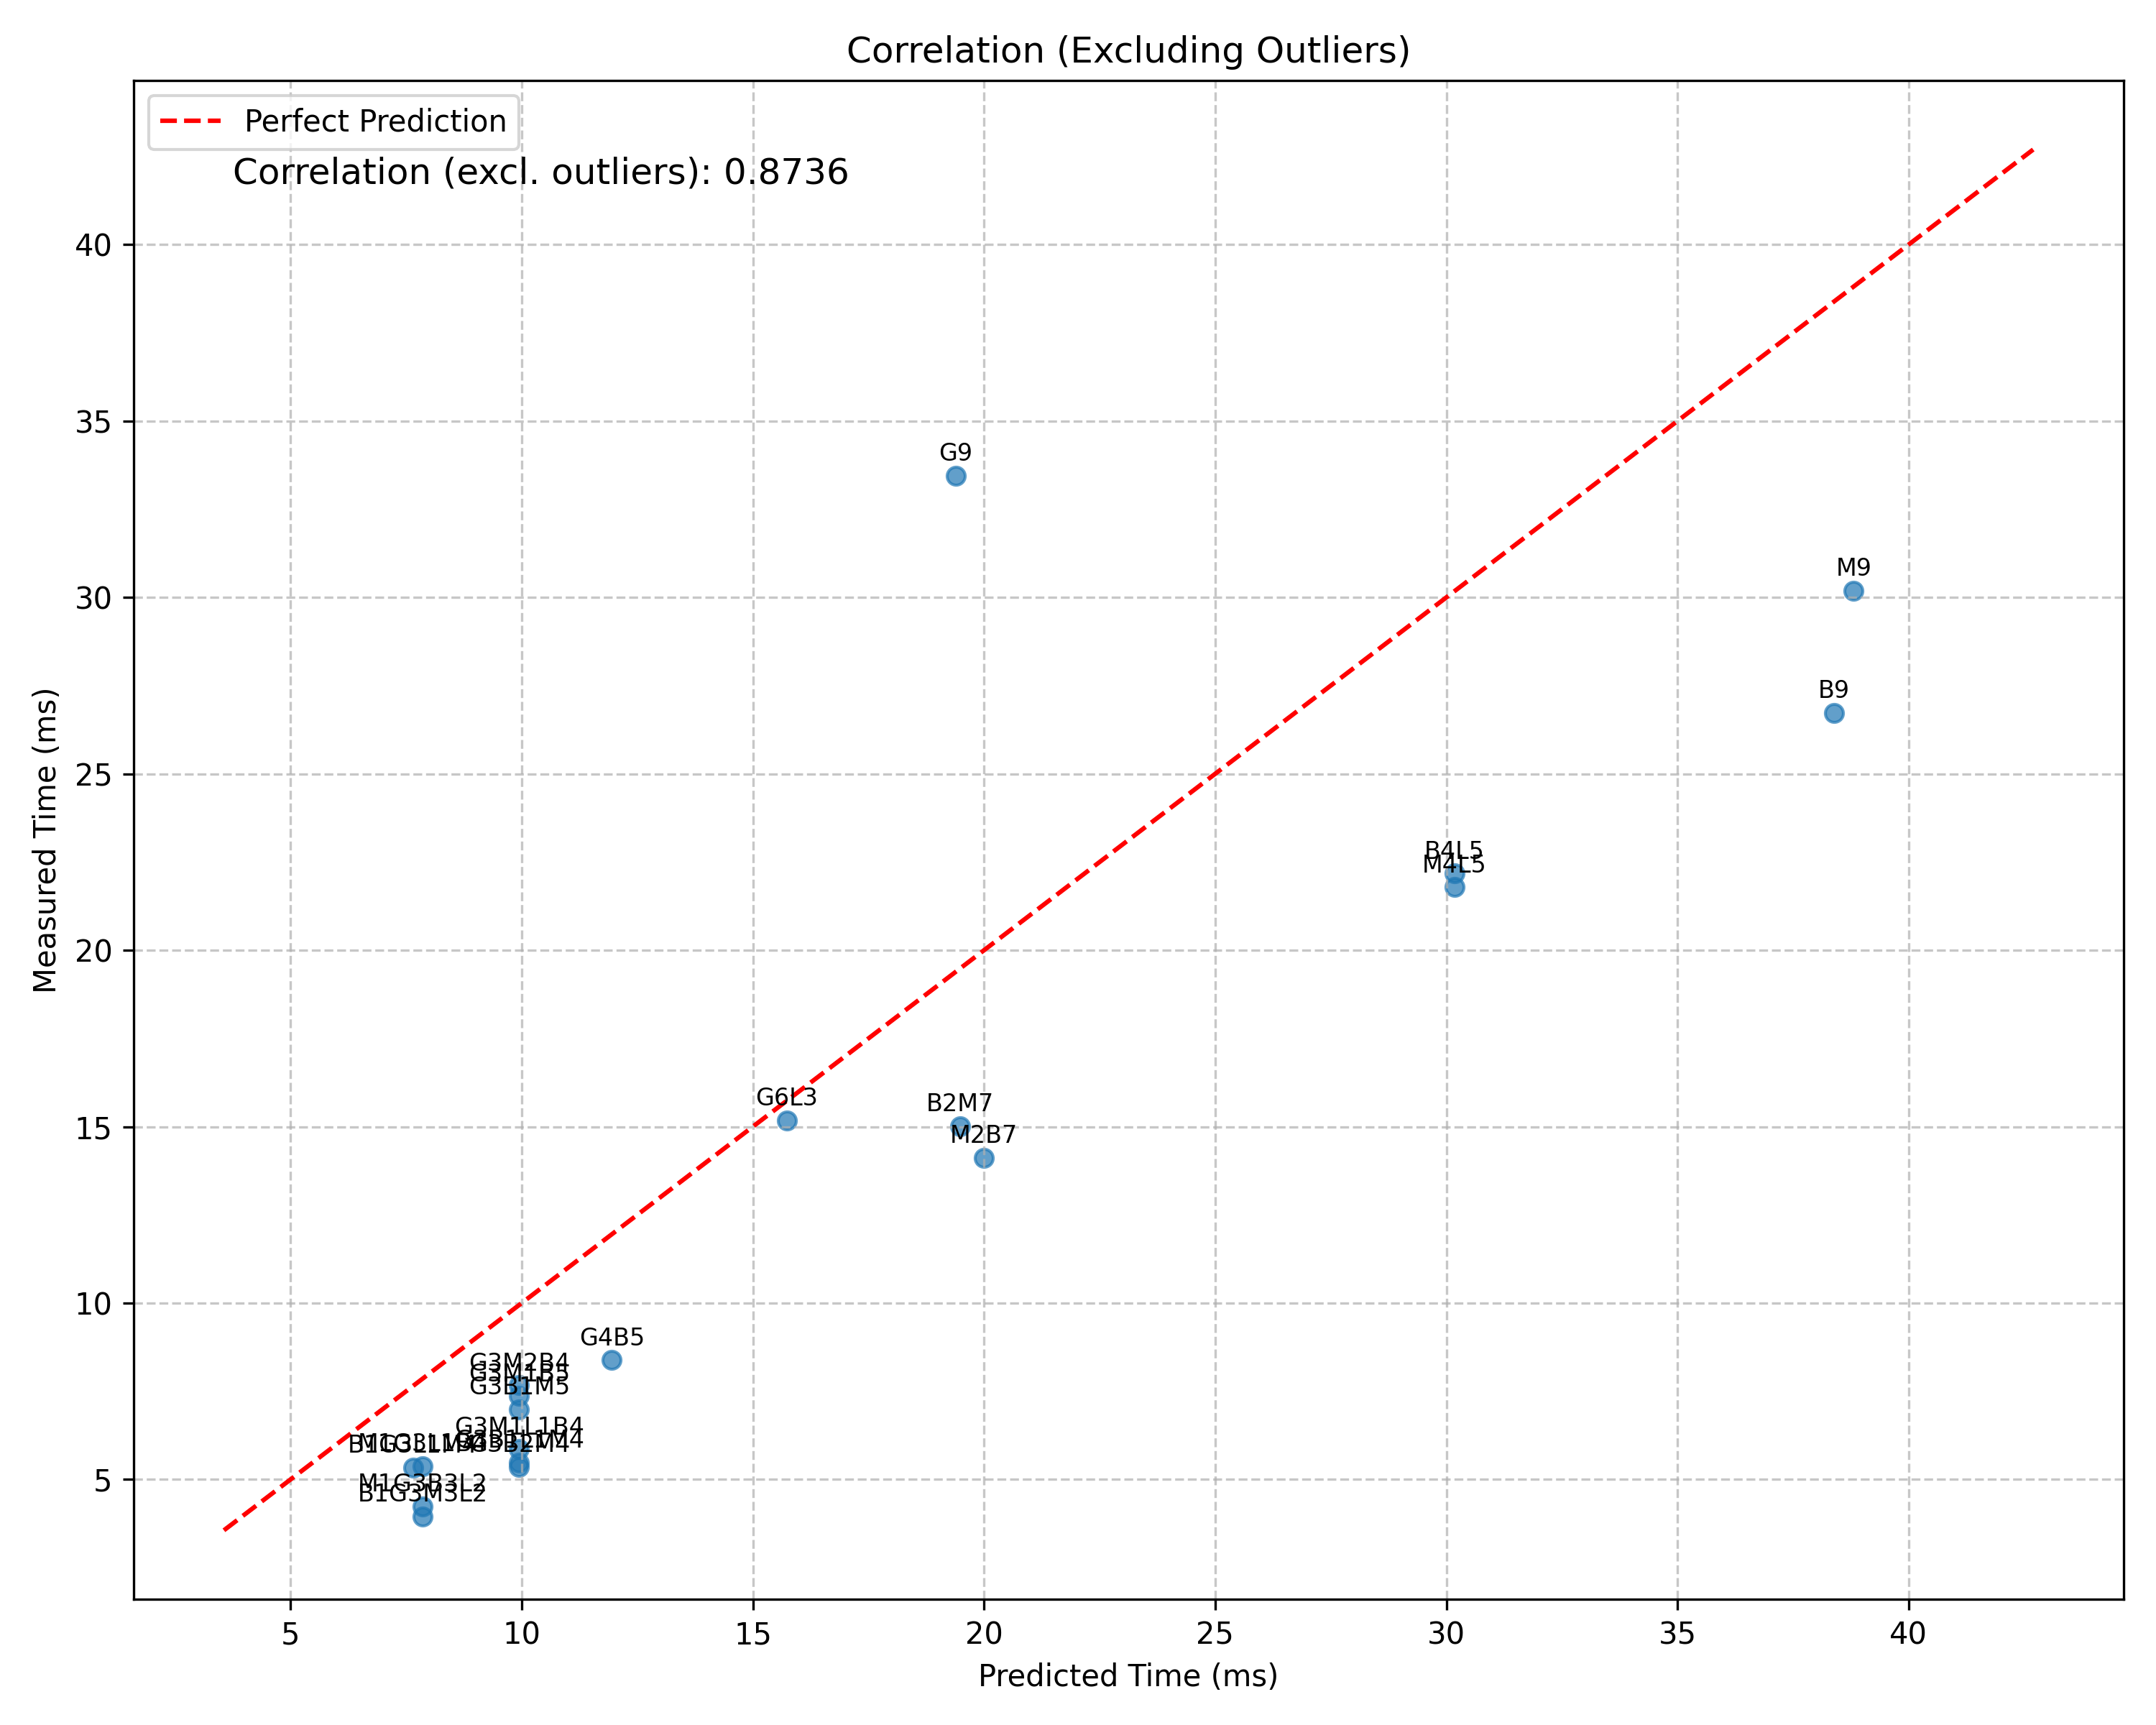 Correlation (Excluding Outliers)
Perfect Prediction
Correlation (excl. outliers): 0.8736
40
35
30
25
20
15
10
5
Measured Time (ms)
G9
M9
B9
B4L5
M4L5
G6L3
B2M7
M2B7
G4B5
G3M2B4
G3M1B5
G3B1M5
G3M1L1B4
M1G3B3L2
B1G3M3L2
5
10
15
20
25
30
35
40
Predicted Time (ms)